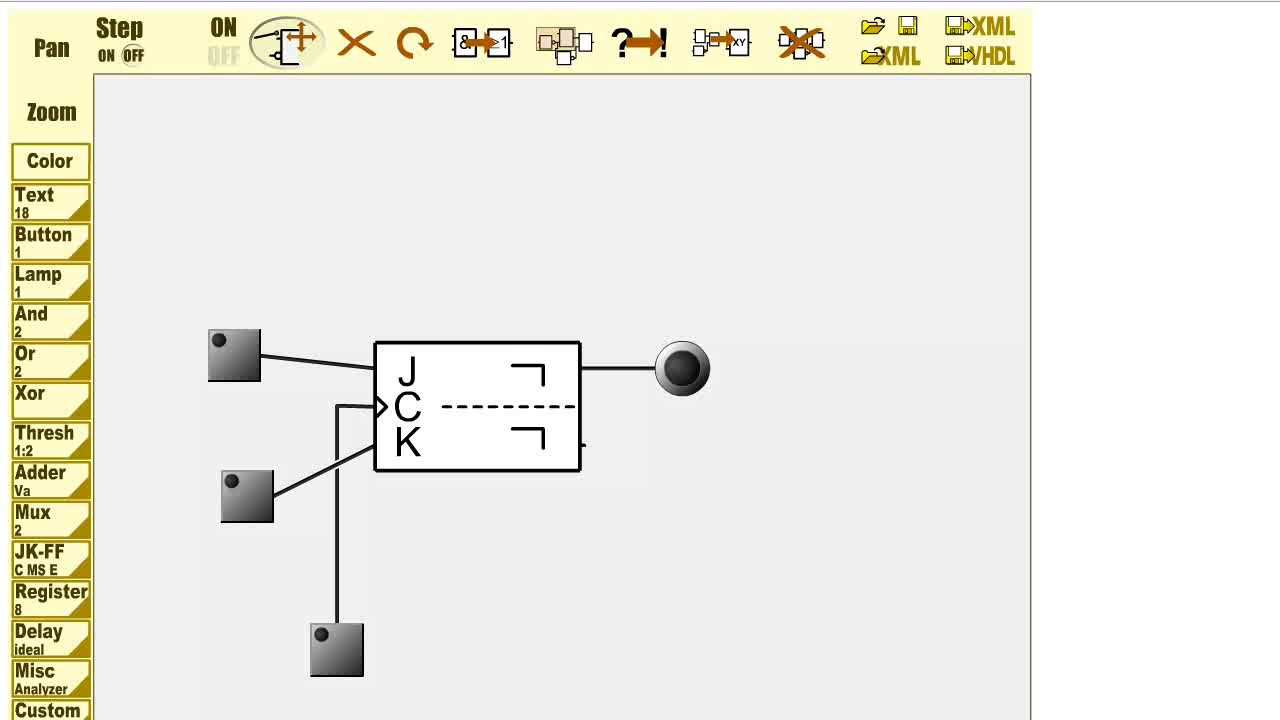 Pan
Step
ON OFF
ON
OFF
& ≥1
? !
XY
XML
XML
VHDL
Zoom
Color
Text
18
Button
1
Lamp
1
And
2
Or
2
Xor
Thresh
1:2
Adder
Va
Mux
2
JK-FF
C MS E
Register
8
Delay
ideal
Misc
Analyzer
Custom
J
C
K